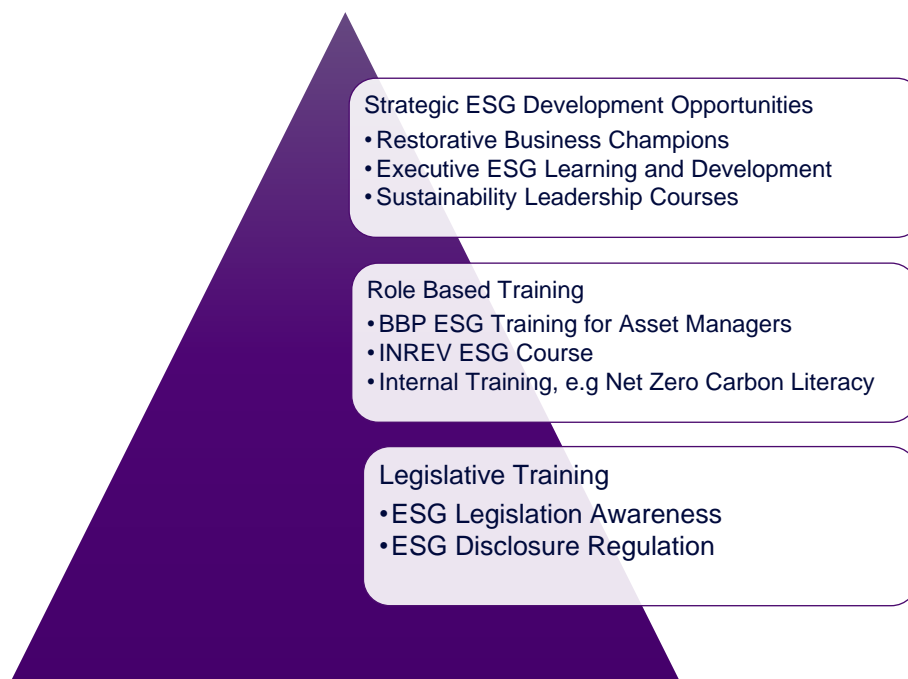 Strategic ESG Development Opportunities
•Restorative Business Champions
•Executive ESG Learning and Development
•Sustainability Leadership Courses
Role Based Training
•BBP ESG Training for Asset Managers
•INREV ESG Course
•Internal Training, e.g Net Zero Carbon Literacy
Legislative Training
•ESG Legislation Awareness
•ESG Disclosure Regulation